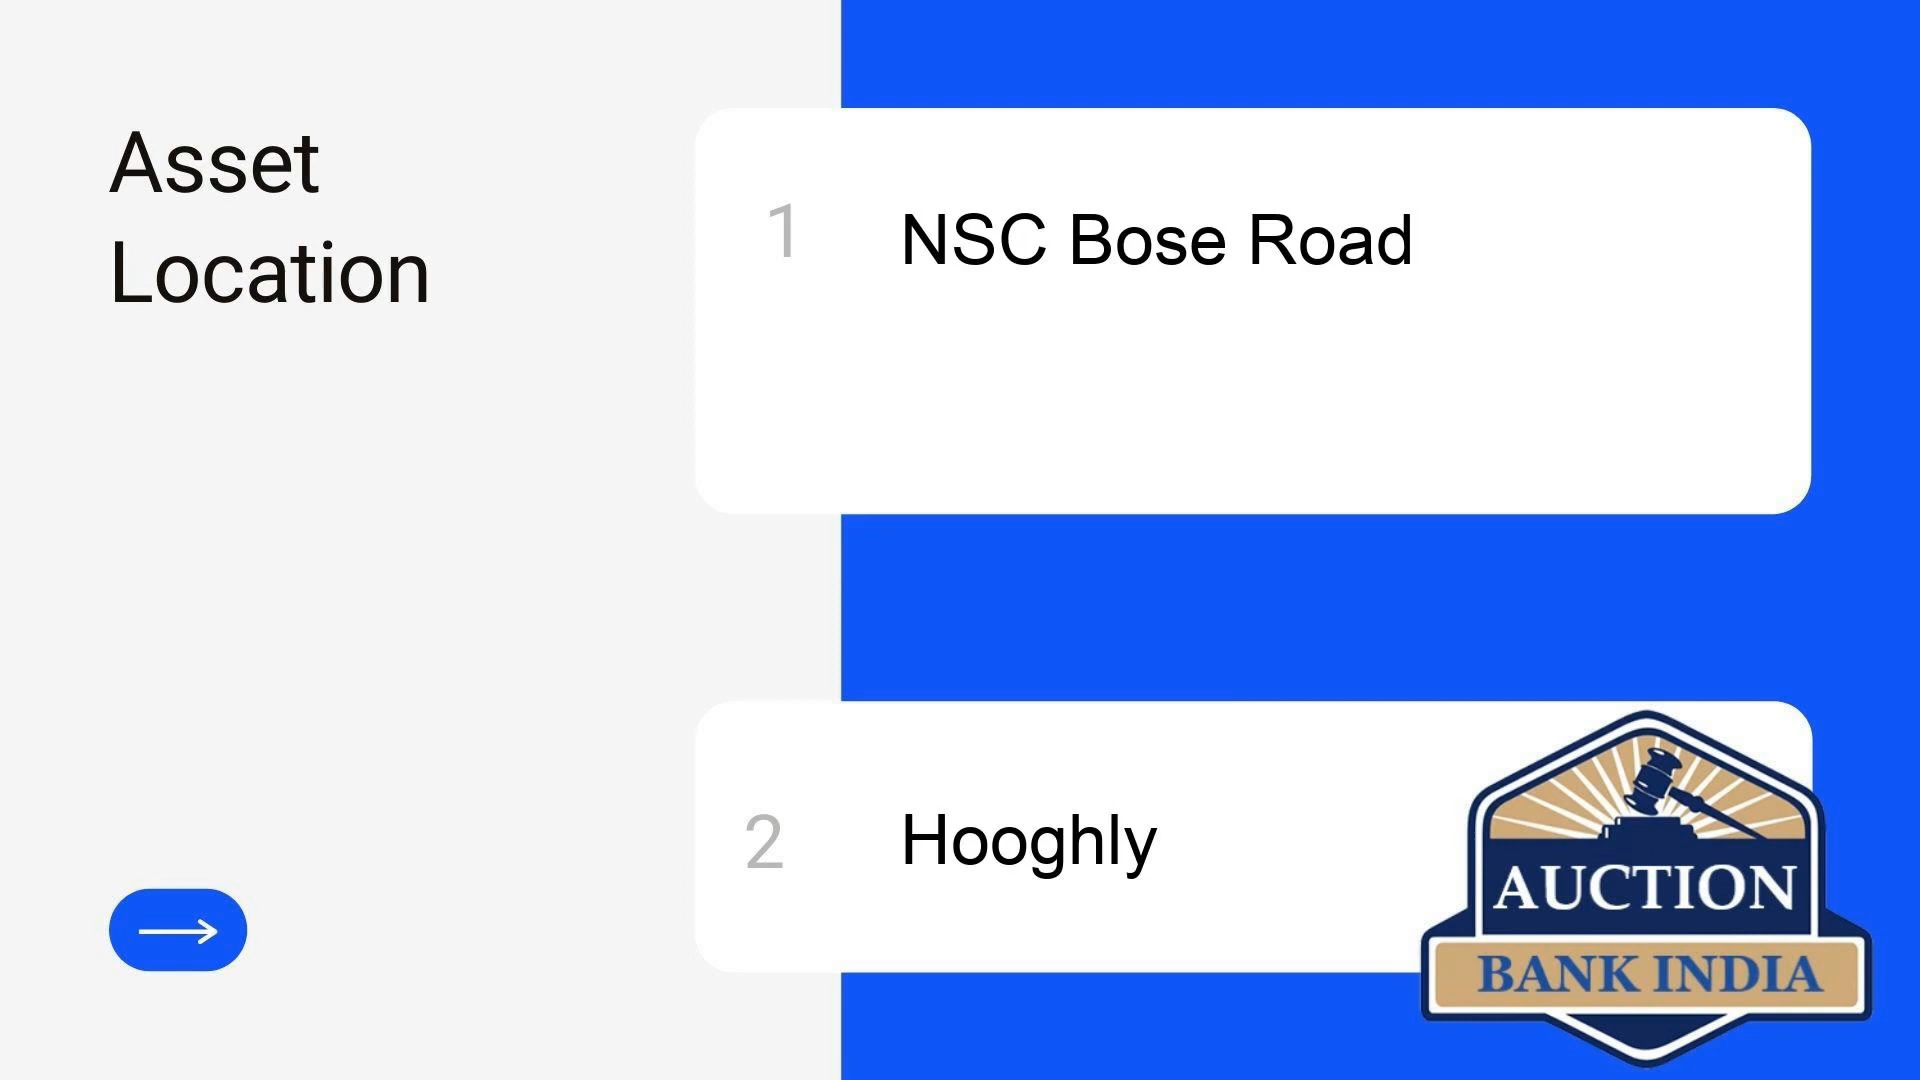 Asset
Location
1
NSC Bose Road
2
Hooghly
AUCTION
BANK INDIA